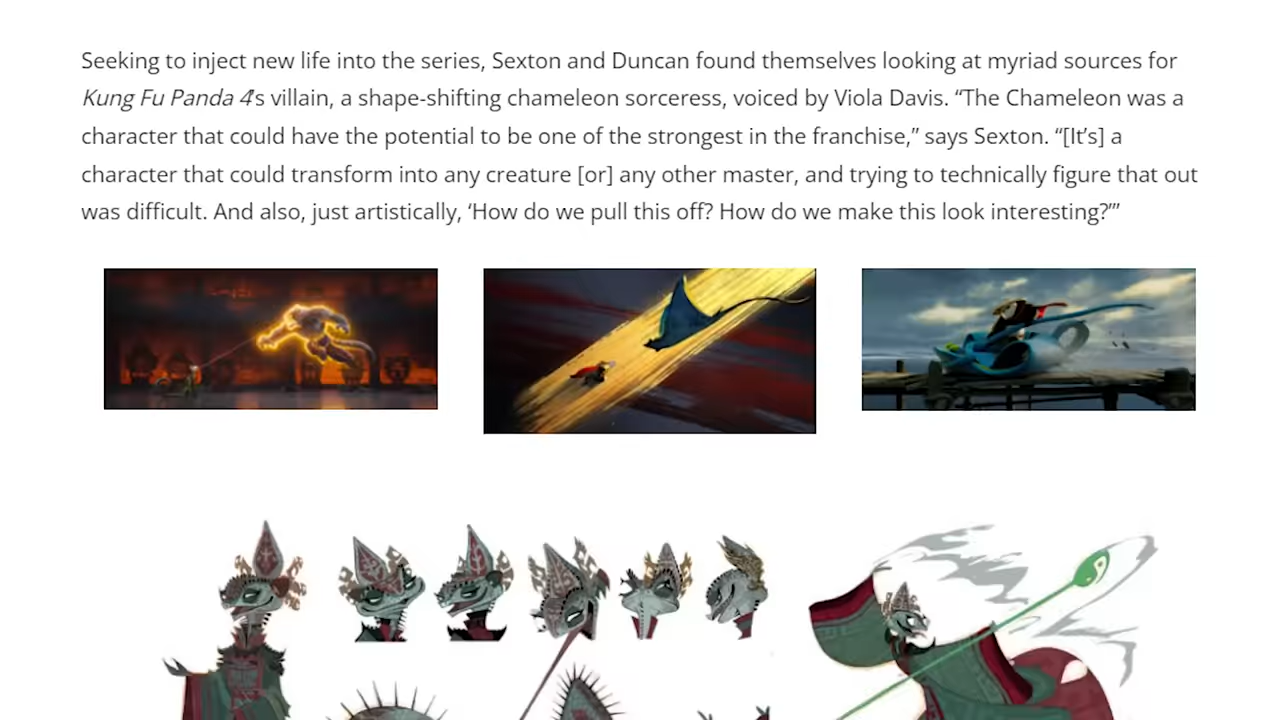 Seeking to inject new life into the series, Sexton and Duncan found themselves looking at myriad sources for
Kung Fu Panda 4's villain, a shape-shifting chameleon sorceress, voiced by Viola Davis. “The Chameleon was a
character that could have the potential to be one of the strongest in the franchise,” says Sexton. “[It’s] a
character that could transform into any creature [or] any other master, and trying to technically figure that out
was difficult. And also, just artistically, ‘How do we pull this off? How do we make this look interesting?’”